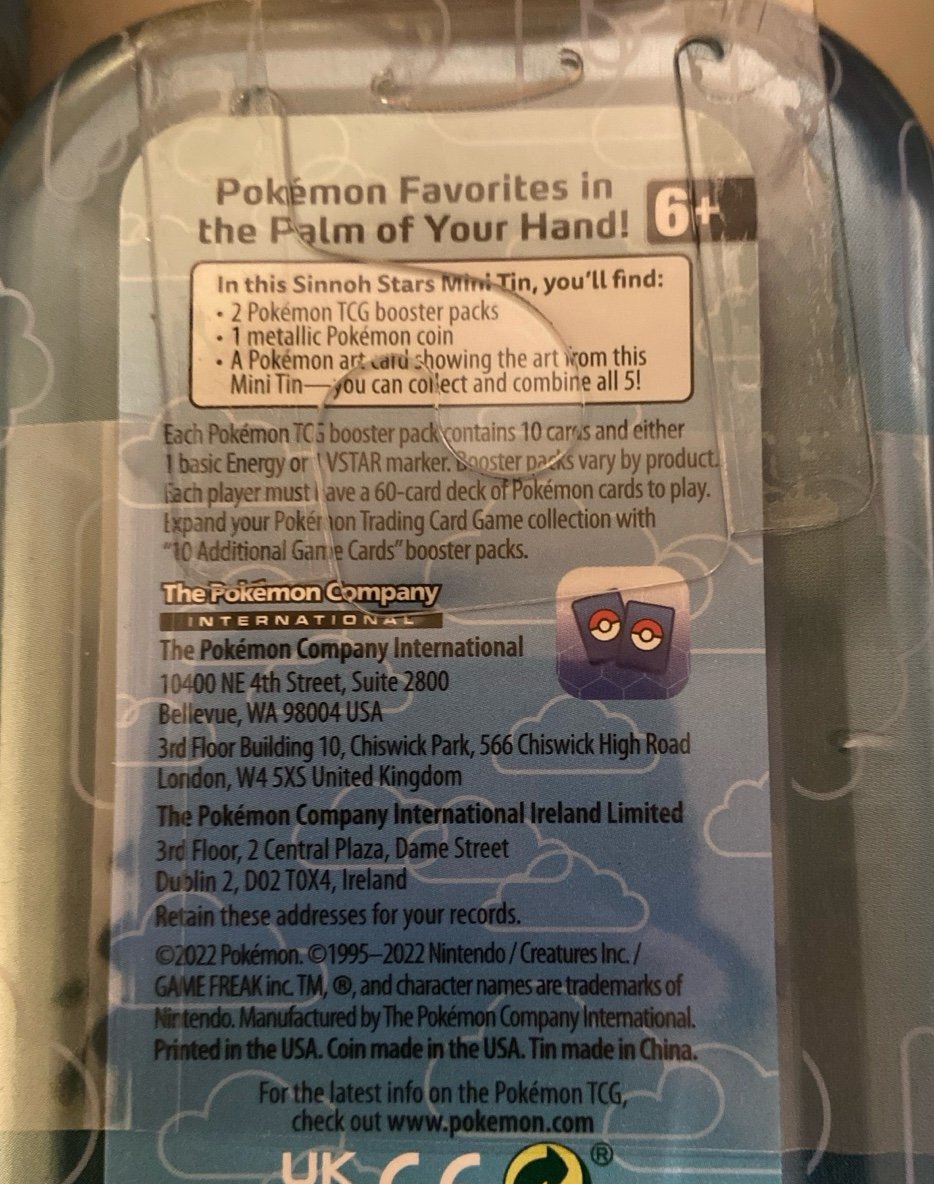 Pokémon Favorites in
the Palm of Your Hand!
6+
In this Sinnoh Stars Mini Tin, you'll find:
• 2 Pokémon TCG booster packs
• 1 metallic Pokémon coin
• A Pokémon art card showing the art from this
Mini Tin—you can collect and combine all 5!
Each Pokémon TCG booster pack contains 10 cards and either
1 basic Energy or 1 VSTAR marker. Booster packs vary by product.
Each player must have a 60-card deck of Pokémon cards to play.
Expand your Pokémon Trading Card Game collection with
"10 Additional Game Cards" booster packs.
The Pokémon Company
INTERNATIONAL
The Pokémon Company International
10400 NE 4th Street, Suite 2800
Bellevue, WA 98004 USA
3rd Floor Building 10, Chiswick Park, 566 Chiswick High Road
London, W4 5XS United Kingdom
The Pokémon Company International Ireland Limited
3rd Floor, 2 Central Plaza, Dame Street
Dublin 2, D02 T0X4, Ireland
Retain these addresses for your records.
©2022 Pokémon. ©1995–2022 Nintendo / Creatures Inc. /
GAME FREAK inc. TM, ®, and character names are trademarks of
Nintendo. Manufactured by The Pokémon Company International.
Printed in the USA. Coin made in the USA. Tin made in China.
For the latest info on the Pokémon TCG,
check out www.pokemon.com
UK CE ®